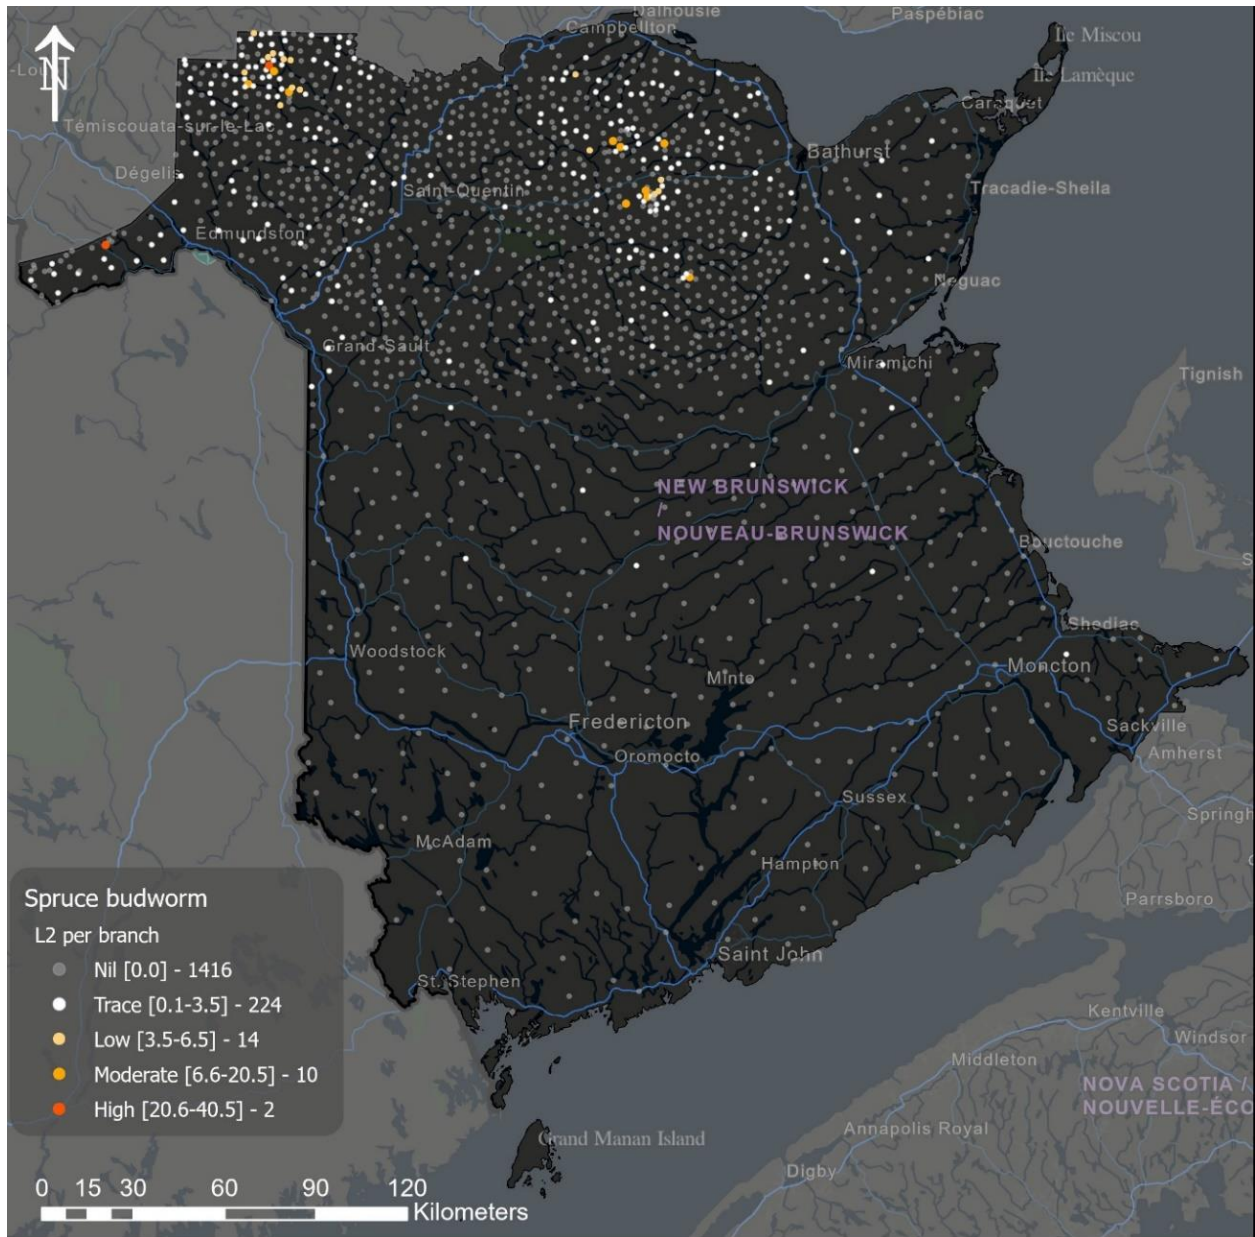 Dalhousie
Paspébiac
Campbellton
Ile Miscou
N
Ile Lamèque
Caraquet
Témiscouata-sur-le-Lac
Bathurst
Dégelis
Saint-Quentin
Tracadie-Sheila
Edmundston
Neguac
Grand-Sault
Miramichi
Tignish
NEW BRUNSWICK
/
NOUVEAU-BRUNSWICK
Bouctouche
Shediac
Woodstock
Moncton
Minto
Fredericton
Sackville
Oromocto
Amherst
Sussex
McAdam
Hampton
Parrsboro
Spruce budworm
L2 per branch
Nil [0.0] - 1416
Trace [0.1-3.5] - 224
Low [3.5-6.5] - 14
Moderate [6.6-20.5] - 10
High [20.6-40.5] - 2
Saint John
St. Stephen
Kentville
Windsor
Middleton
NOVA SCOTIA /
NOUVELLE-ÉCO
Annapolis Royal
Grand Manan Island
Digby
0 15 30 60 90 120
Kilometers